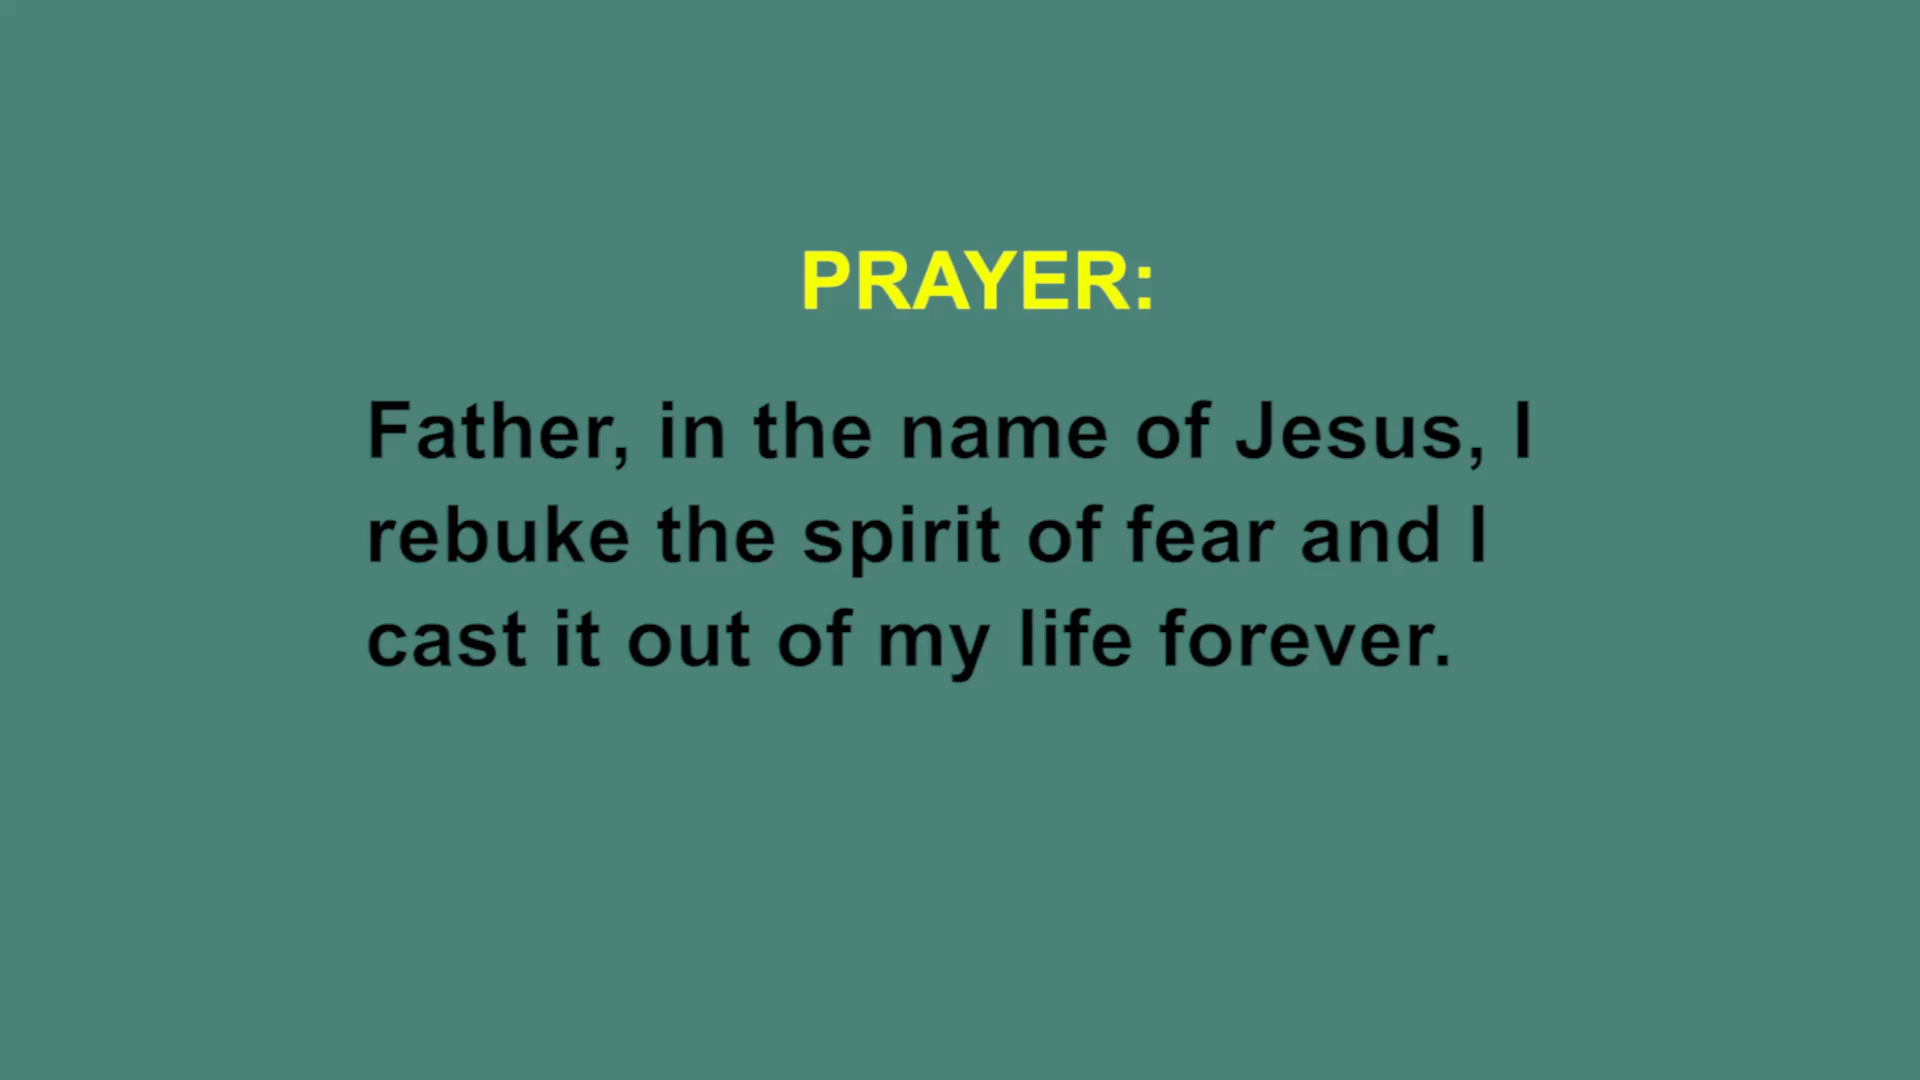 PRAYER:
Father, in the name of Jesus, I
rebuke the spirit of fear and I
cast it out of my life forever.